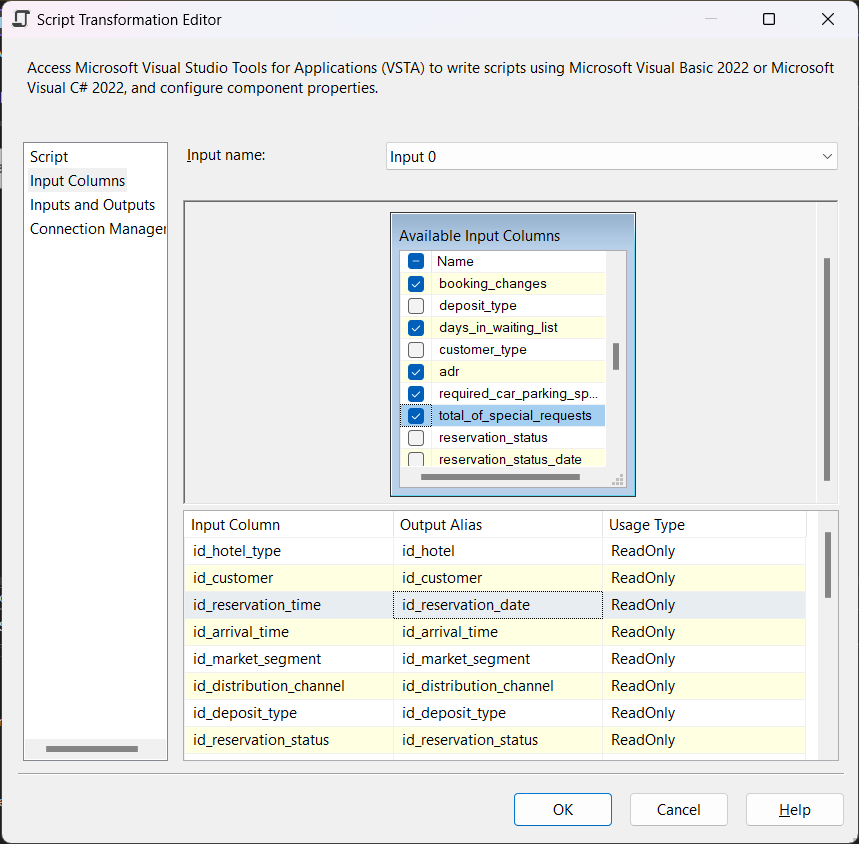 Script Transformation Editor
Access Microsoft Visual Studio Tools for Applications (VSTA) to write scripts using Microsoft Visual Basic 2022 or Microsoft
Visual C# 2022, and configure component properties.
Script
Input Columns
Inputs and Outputs
Connection Manager
Input name:
Input 0
Available Input Columns
Name
booking_changes
deposit_type
days_in_waiting_list
customer_type
adr
required_car_parking_sp...
total_of_special_requests
reservation_status
reservation_status_date
Input Column Output Alias Usage Type
id_hotel_type id_hotel ReadOnly
id_customer id_customer ReadOnly
id_reservation_time id_reservation_date ReadOnly
id_arrival_time id_arrival_time ReadOnly
id_market_segment id_market_segment ReadOnly
id_distribution_channel id_distribution_channel ReadOnly
id_deposit_type id_deposit_type ReadOnly
id_reservation_status id_reservation_status ReadOnly
OK Cancel Help